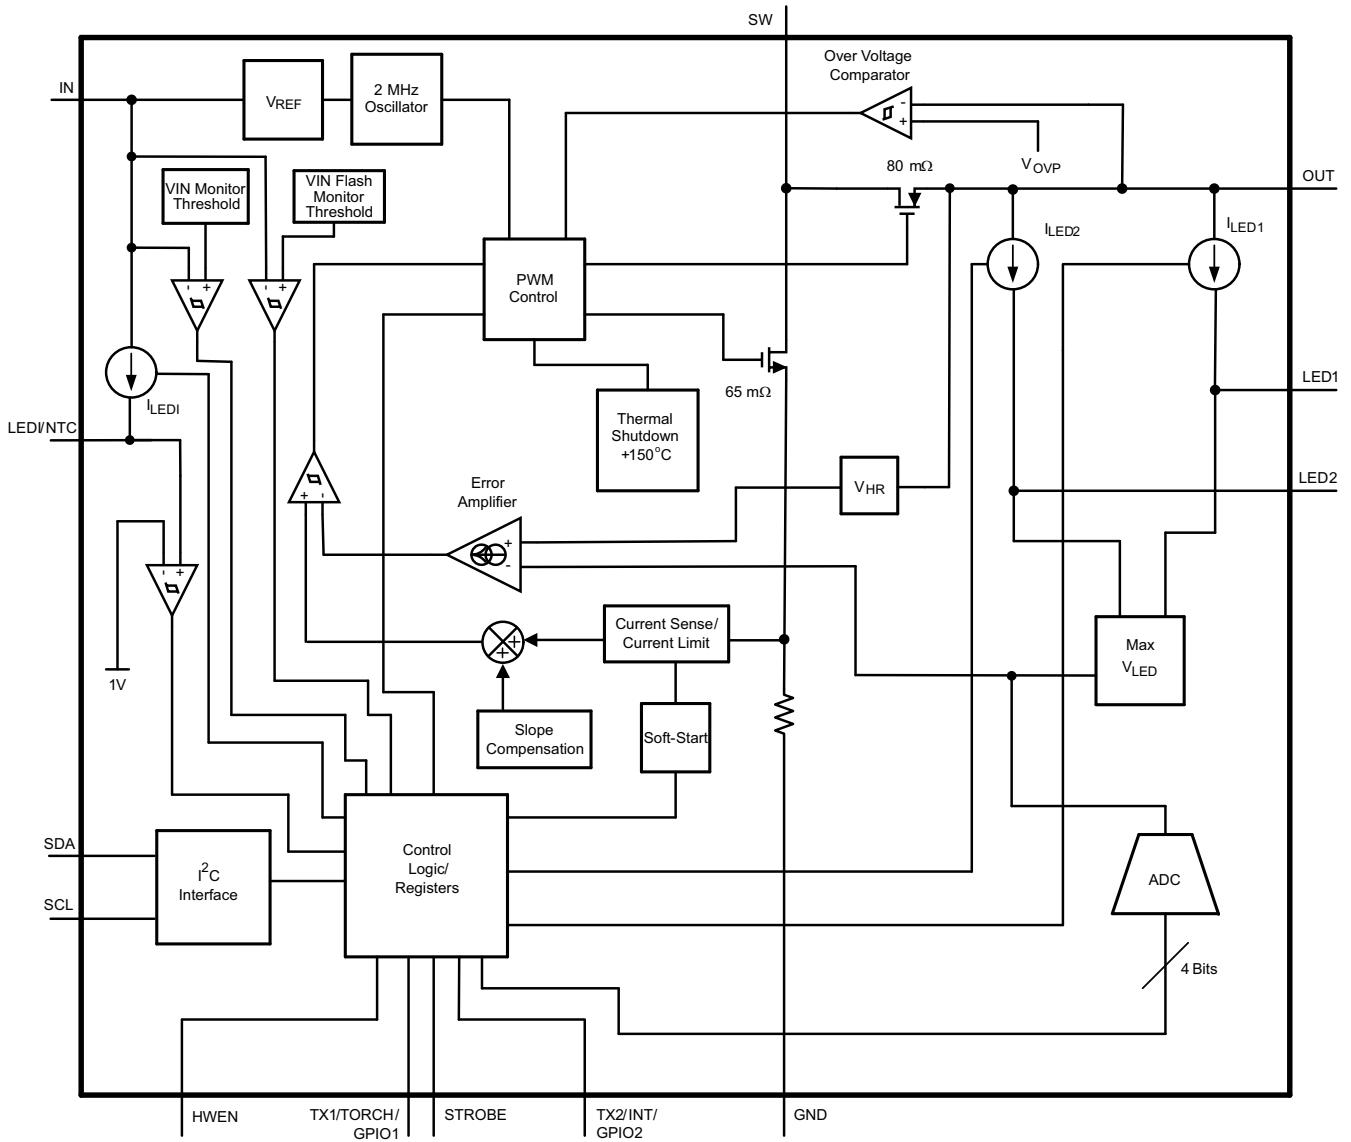 SW
Over Voltage
Comparator
IN
VREF
2 MHz
Oscillator
-
+
VOVP
80 mΩ
VIN Monitor
Threshold
VIN Flash
Monitor
Threshold
OUT
ILED2
ILED1
- +
- +
PWM
Control
65 mΩ
ILEDI
LEDI/NTC
Thermal
Shutdown
+150°C
LED1
LED2
+ -
Error
Amplifier
VHR
+
-
- +
1V
Current Sense/
Current Limit
+
+
Max
VLED
Slope
Compensation
Soft-Start
SDA
SCL
I2C
Interface
Control
Logic/
Registers
ADC
4 Bits
HWEN
TX1/TORCH/
GPIO1
STROBE
TX2/INT/
GPIO2
GND